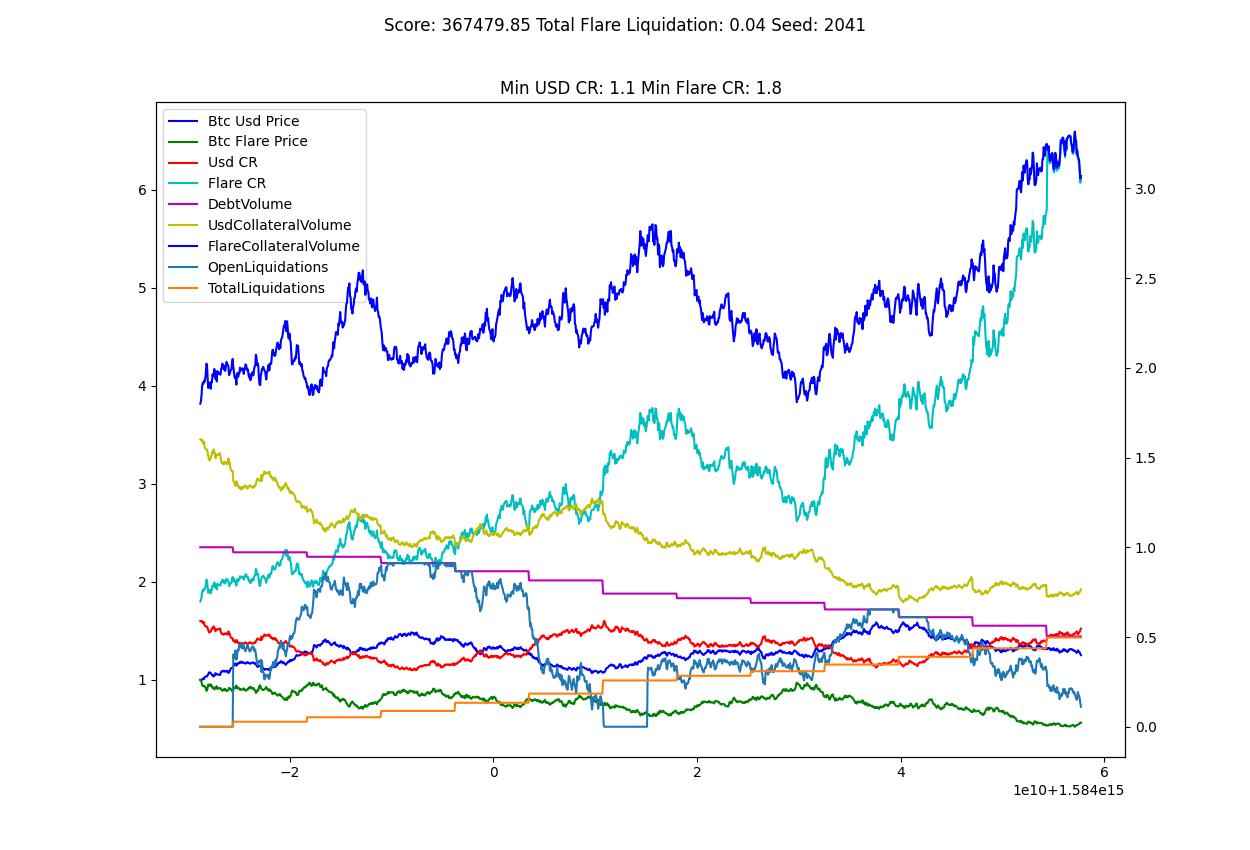 Score: 367479.85 Total Flare Liquidation: 0.04 Seed: 2041
Min USD CR: 1.1 Min Flare CR: 1.8
Btc Usd Price
Btc Flare Price
Usd CR
Flare CR
DebtVolume
UsdCollateralVolume
FlareCollateralVolume
OpenLiquidations
TotalLiquidations
6
5
4
3
2
1
3.0
2.5
2.0
1.5
1.0
0.5
0.0
−2
0
2
4
6
1e10+1.584e15